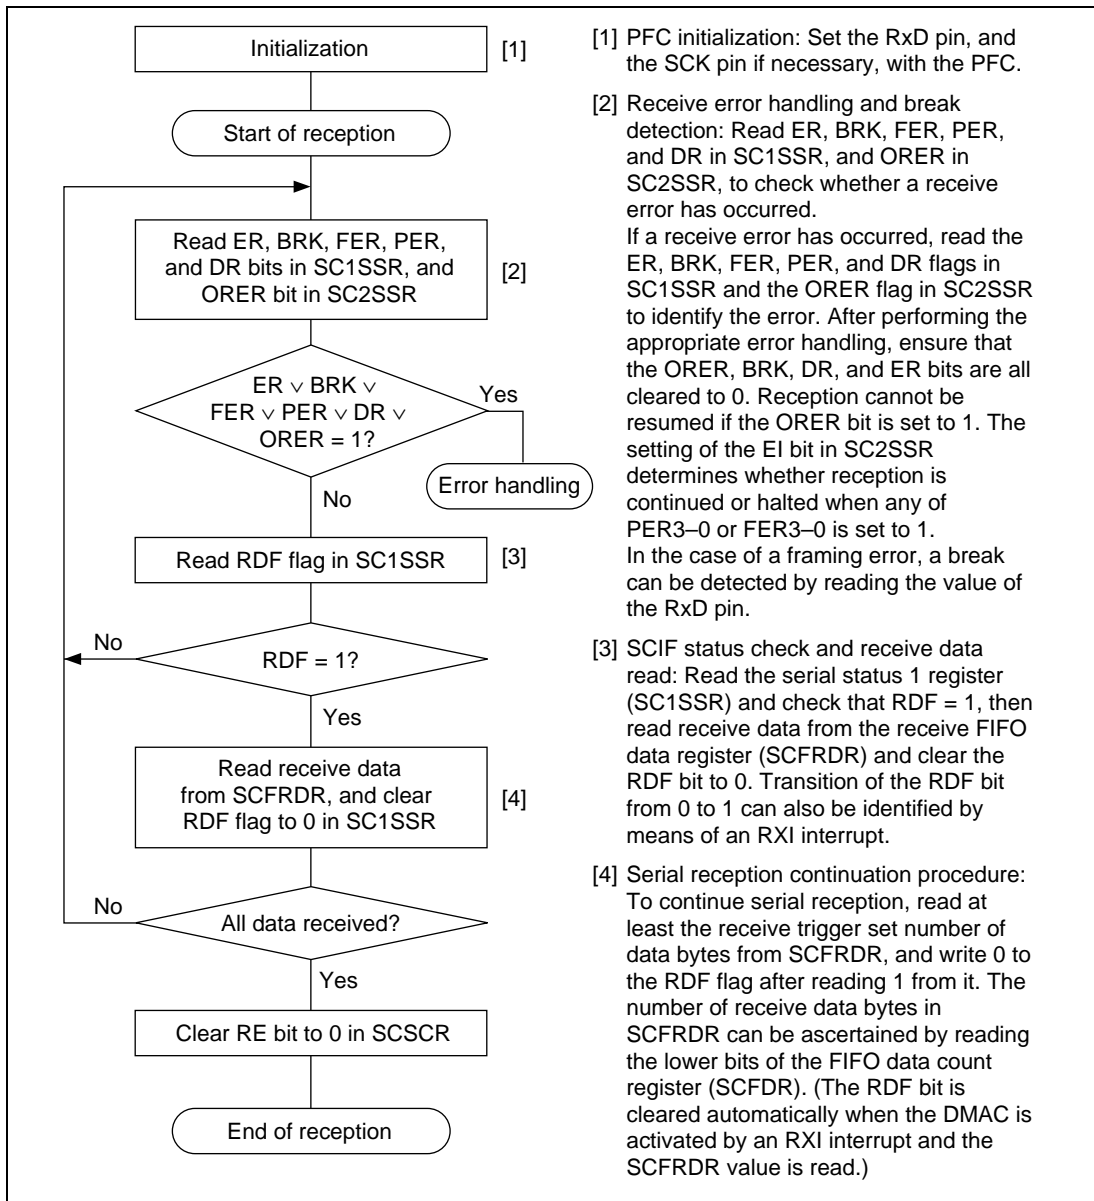 Initialization
[1]
Start of reception
Read ER, BRK, FER, PER,
and DR bits in SC1SSR, and
ORER bit in SC2SSR
[2]
ER ∨ BRK ∨
FER ∨ PER ∨ DR ∨
ORER = 1?
Yes
Error handling
No
Read RDF flag in SC1SSR
[3]
No
RDF = 1?
Yes
Read receive data
from SCFRDR, and clear
RDF flag to 0 in SC1SSR
[4]
No
All data received?
Yes
Clear RE bit to 0 in SCSCR
End of reception
[1] PFC initialization: Set the RxD pin, and
the SCK pin if necessary, with the PFC.
[2] Receive error handling and break
detection: Read ER, BRK, FER, PER,
and DR in SC1SSR, and ORER in
SC2SSR, to check whether a receive
error has occurred.
If a receive error has occurred, read the
ER, BRK, FER, PER, and DR flags in
SC1SSR and the ORER flag in SC2SSR
to identify the error. After performing the
appropriate error handling, ensure that
the ORER, BRK, DR, and ER bits are all
cleared to 0. Reception cannot be
resumed if the ORER bit is set to 1. The
setting of the EI bit in SC2SSR
determines whether reception is
continued or halted when any of
PER3–0 or FER3–0 is set to 1.
In the case of a framing error, a break
can be detected by reading the value of
the RxD pin.
[3] SCIF status check and receive data
read: Read the serial status 1 register
(SC1SSR) and check that RDF = 1, then
read receive data from the receive FIFO
data register (SCFRDR) and clear the
RDF bit to 0. Transition of the RDF bit
from 0 to 1 can also be identified by
means of an RXI interrupt.
[4] Serial reception continuation procedure:
To continue serial reception, read at
least the receive trigger set number of
data bytes from SCFRDR, and write 0 to
the RDF flag after reading 1 from it. The
number of receive data bytes in
SCFRDR can be ascertained by reading
the lower bits of the FIFO data count
register (SCFDR). (The RDF bit is
cleared automatically when the DMAC is
activated by an RXI interrupt and the
SCFRDR value is read.)